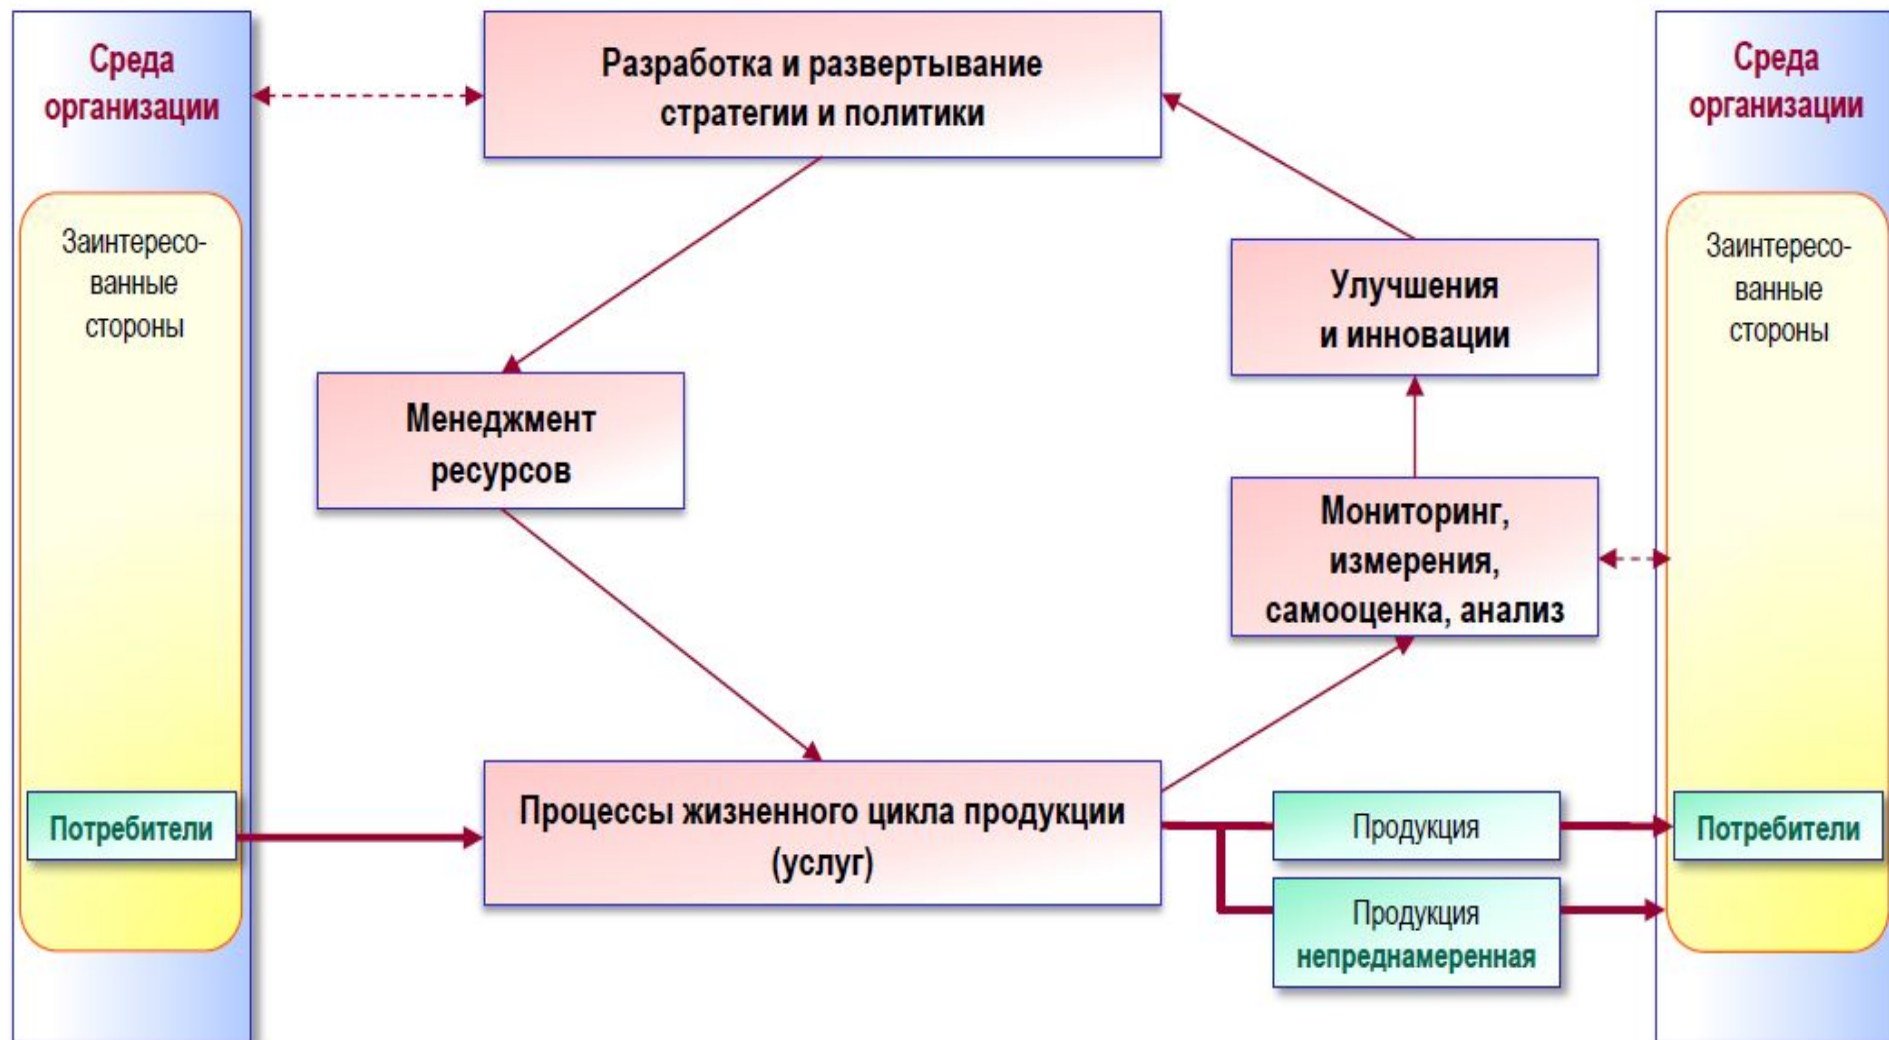 Среда
организации
Заинтересо-
ванные
стороны
Потребители
Разработка и развертывание
стратегии и политики
Менеджмент
ресурсов
Процессы жизненного цикла продукции
(услуг)
Улучшения
и инновации
Мониторинг,
измерения,
самооценка, анализ
Продукция
Продукция
непреднамеренная
Среда
организации
Заинтересо-
ванные
стороны
Потребители